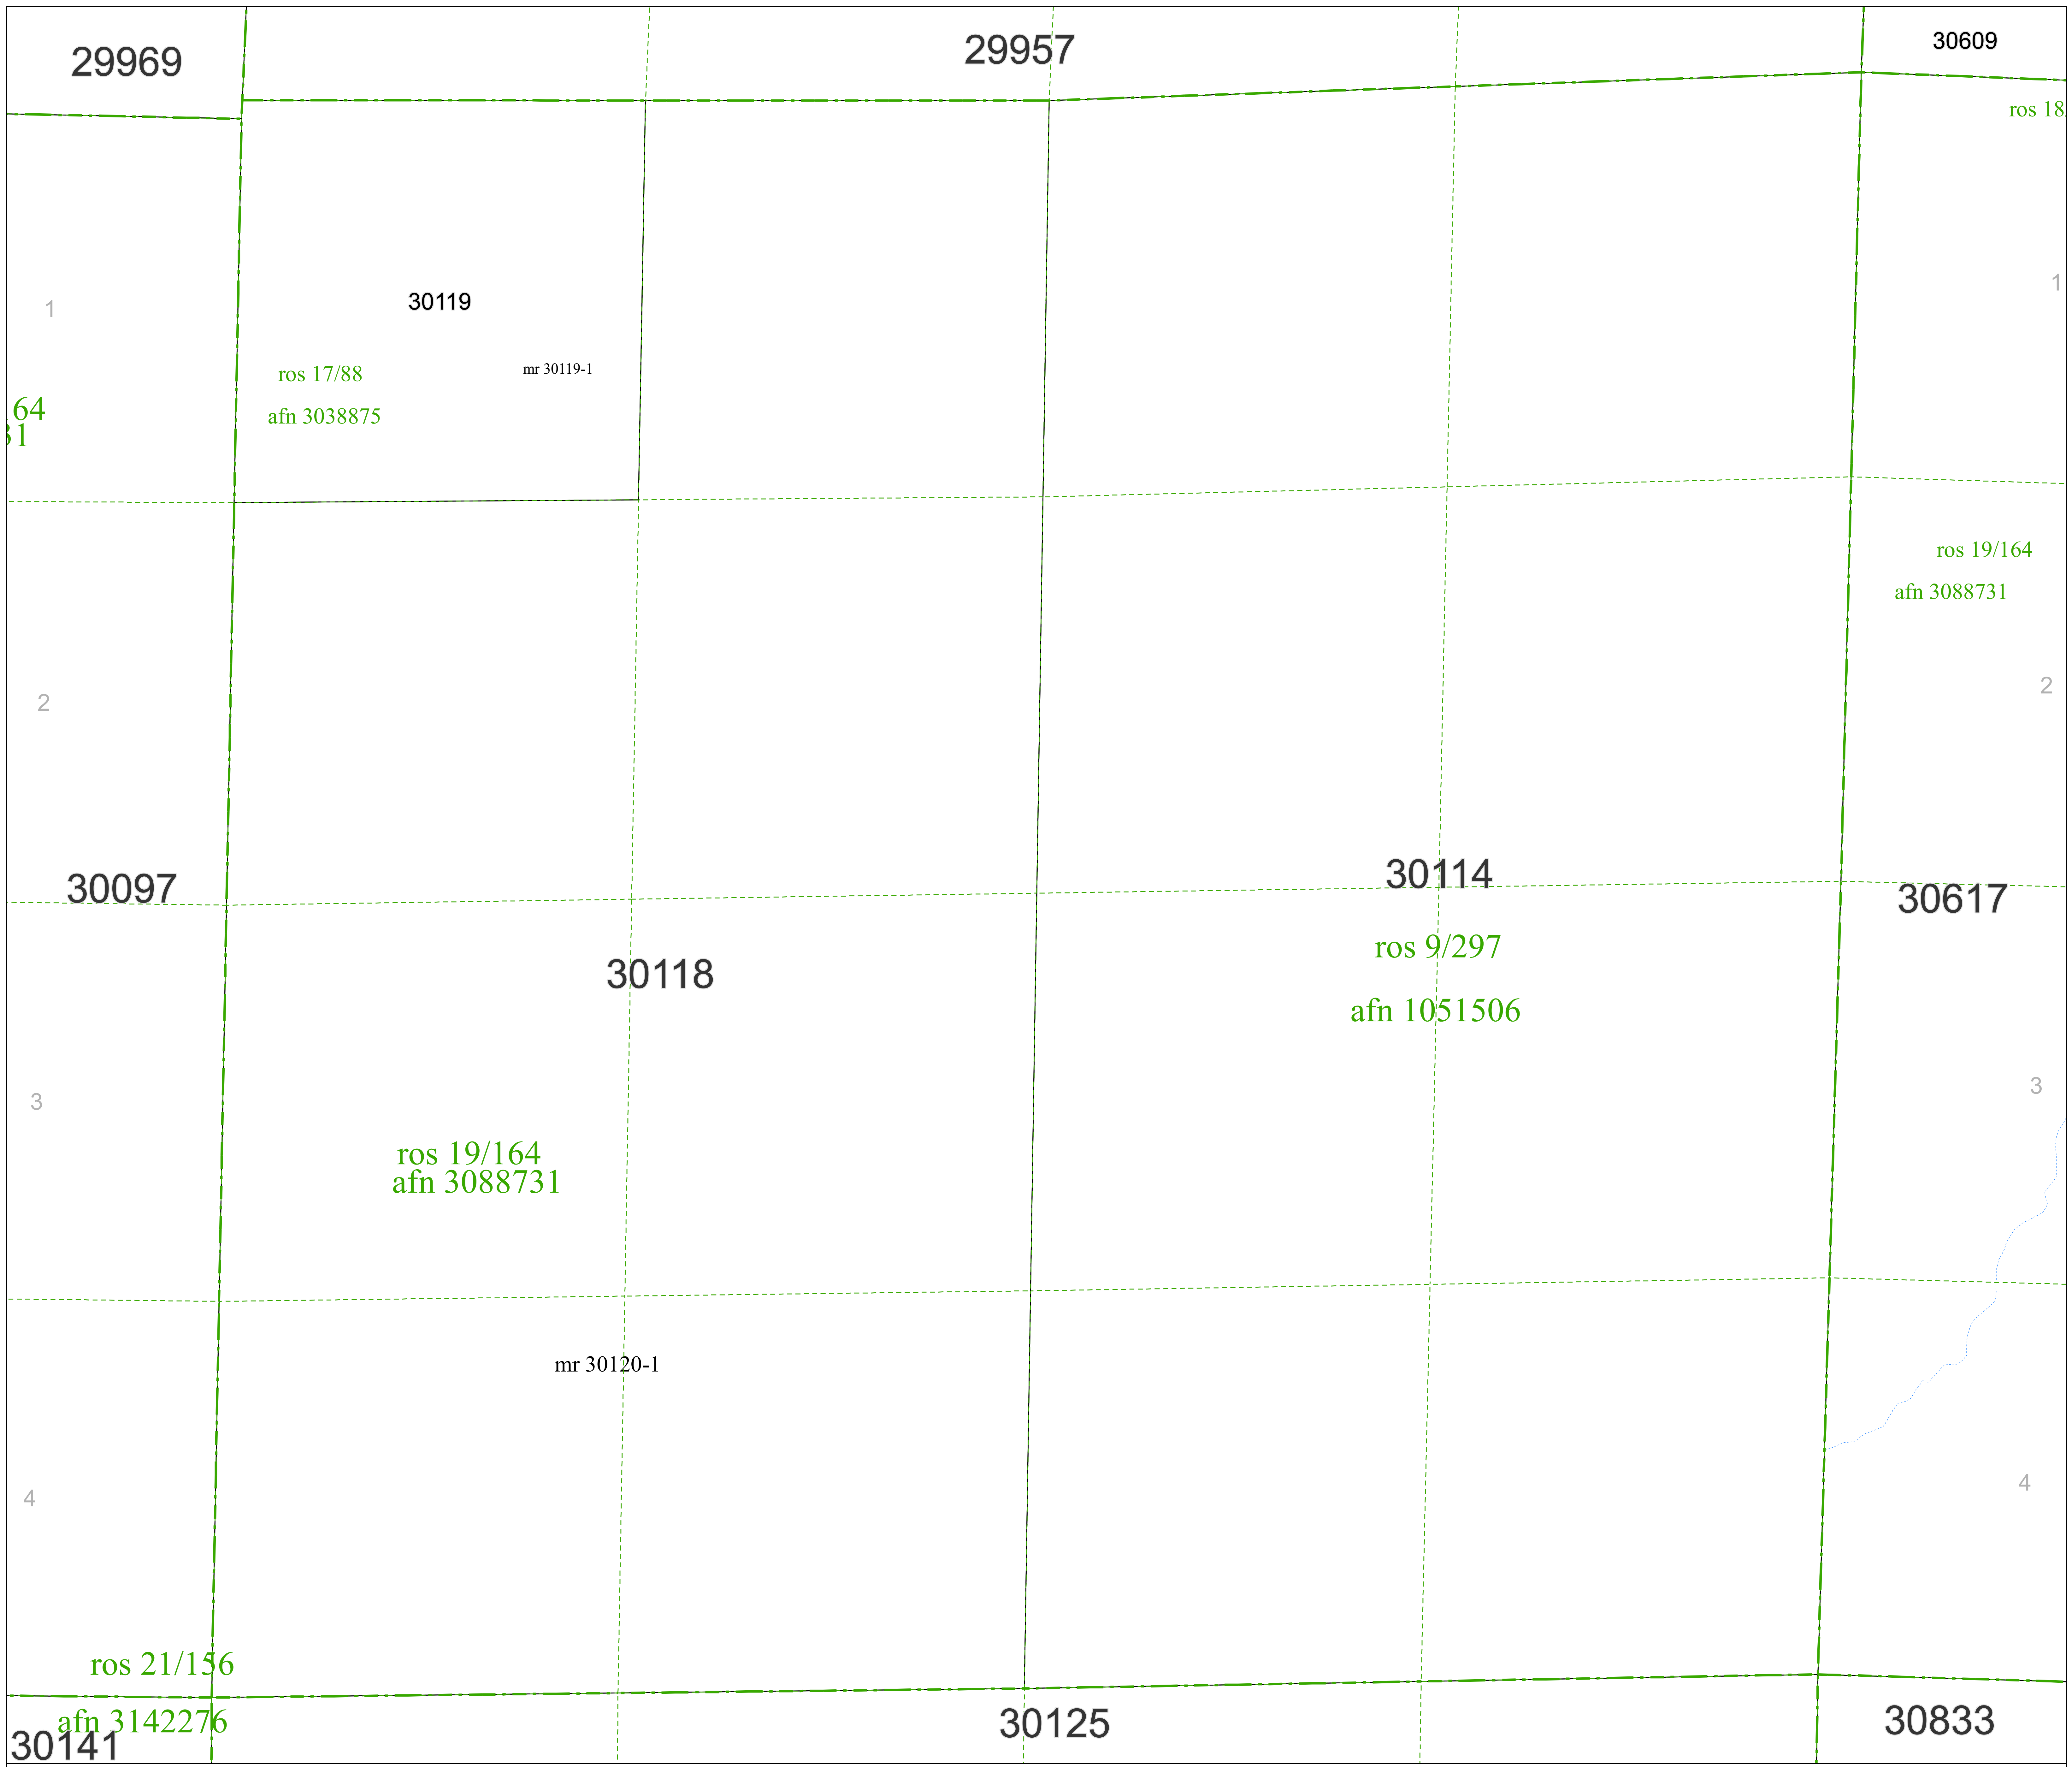 29969
29957
30609
ros 18
1
30119
1
ros 17/88
mr 30119-1
64
afn 3038875
31
ros 19/164
afn 3088731
2
2
30097
30114
30617
ros 9/297
30118
afn 1051506
3
3
ros 19/164
afn 3088731
mr 30120-1
4
4
ros 21/156
afn 3142276
30141
30125
30833